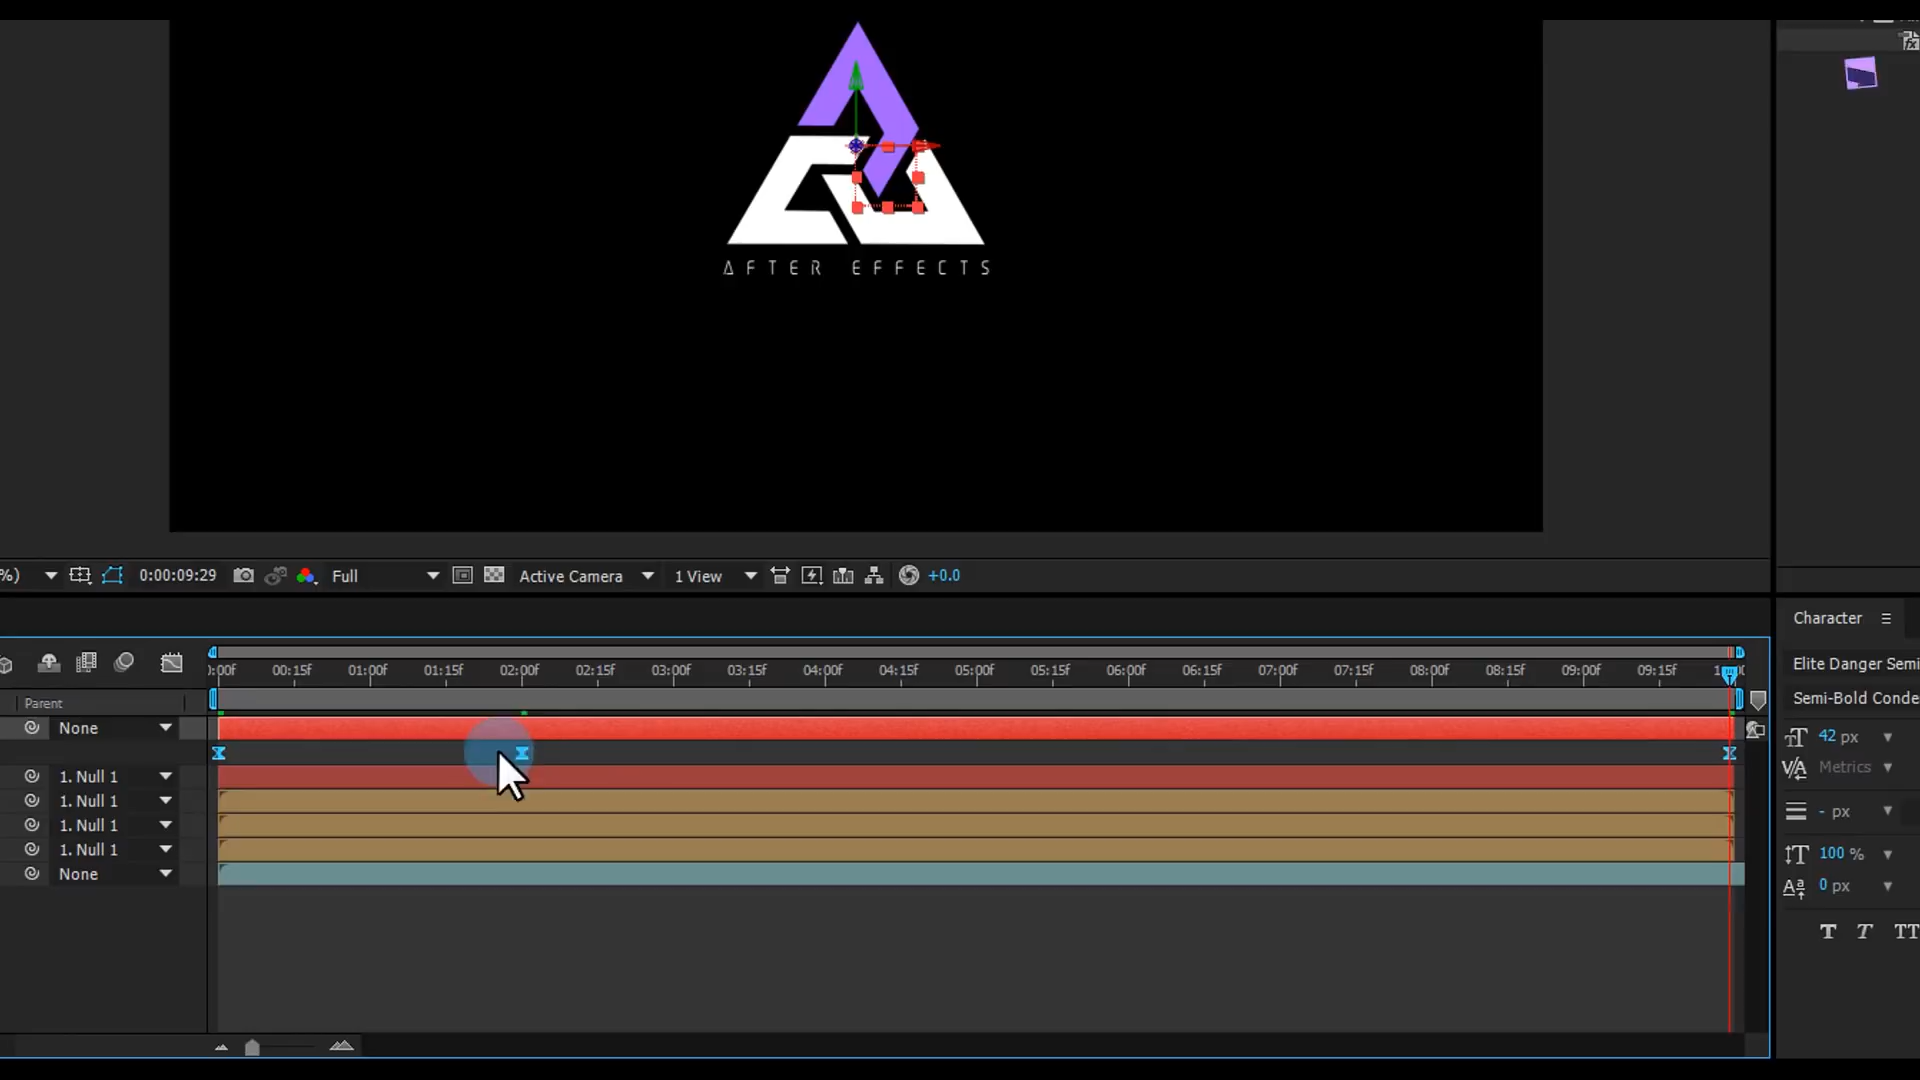 AFTER EFFECTS
%)
0:00:09:29
Full
Active Camera
1 View
+0.0
Character
:00f 00:15f 01:00f 01:15f 02:00f 02:15f 03:00f 03:15f 04:00f 04:15f 05:00f 05:15f 06:00f 06:15f 07:00f 07:15f 08:00f 08:15f 09:00f 09:15f
Elite Danger Semi
Parent
Semi-Bold Conde
None
42 px
Metrics
1. Null 1
1. Null 1
- px
1. Null 1
1. Null 1
100 %
None
0 px
T T TT